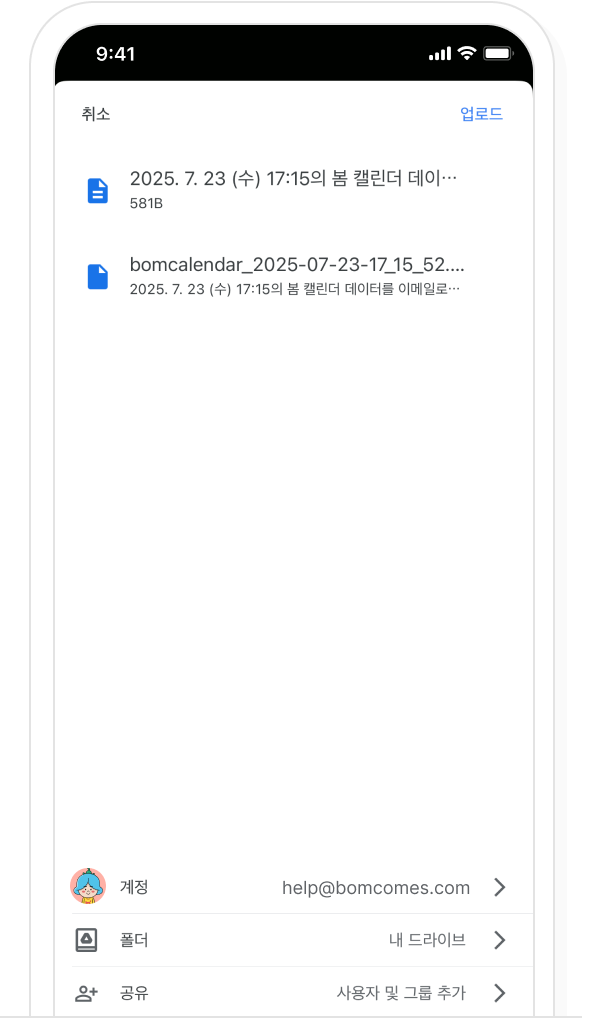 9:41
취소 업로드
2025. 7. 23 (수) 17:15의 봄 캘린더 데이…
581B
bomcalendar_2025-07-23-17_15_52....
2025. 7. 23 (수) 17:15의 봄 캘린더 데이터를 이메일로…
계정 help@bomcomes.com
폴더 내 드라이브
공유 사용자 및 그룹 추가